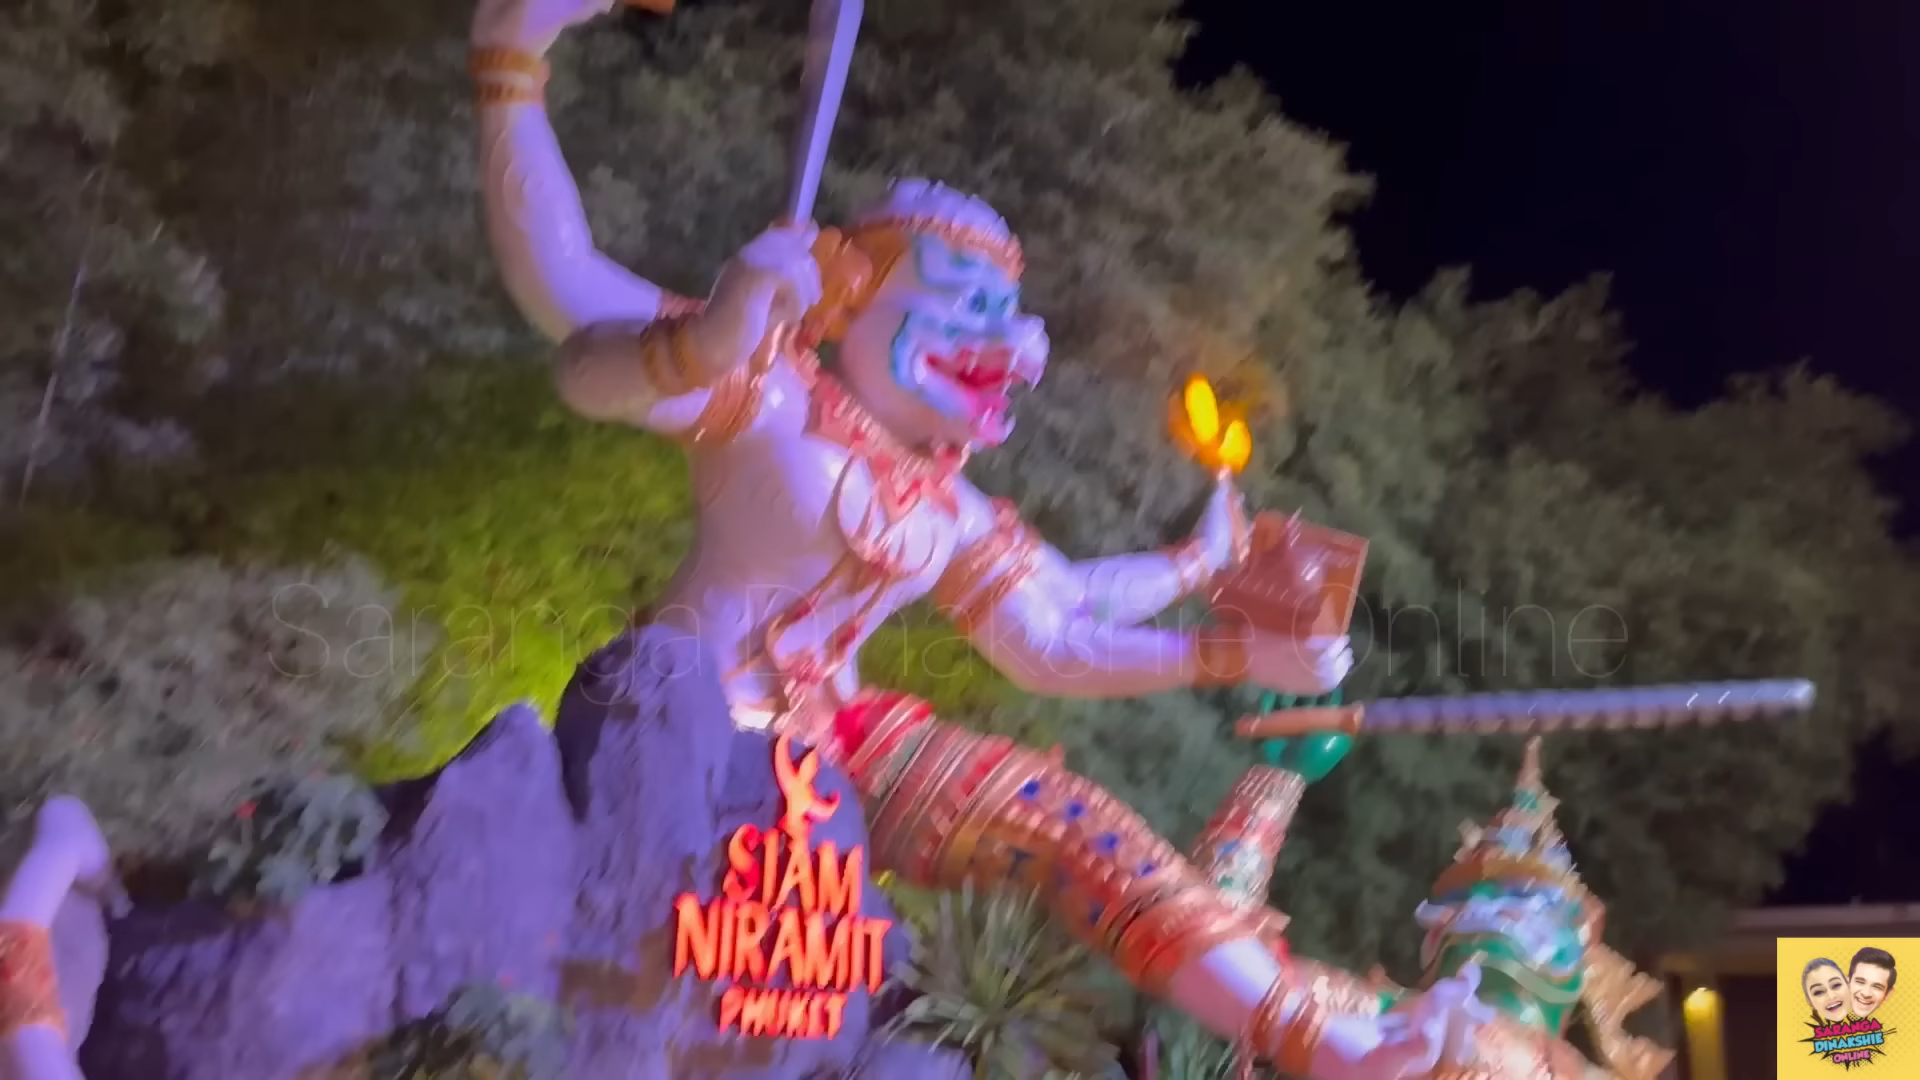 Saranga Dinakshie Online
SIAM
NIRAMIT
PHUKET
SARANGA
DINAKSHIE
ONLINE